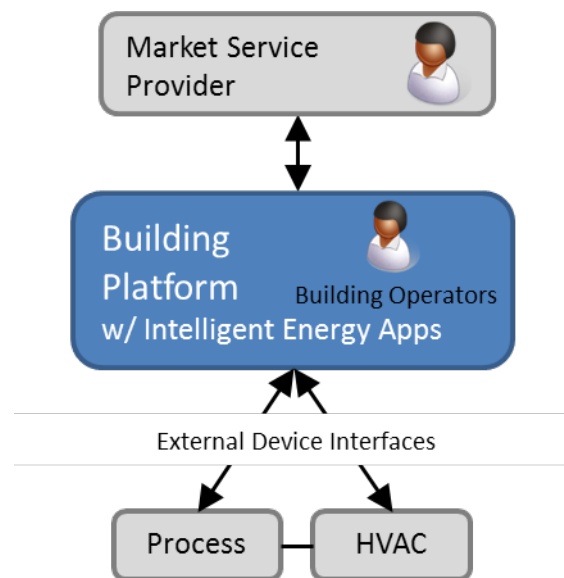 Market Service
Provider
Building
Platform
Building Operators
w/ Intelligent Energy Apps
External Device Interfaces
Process
HVAC